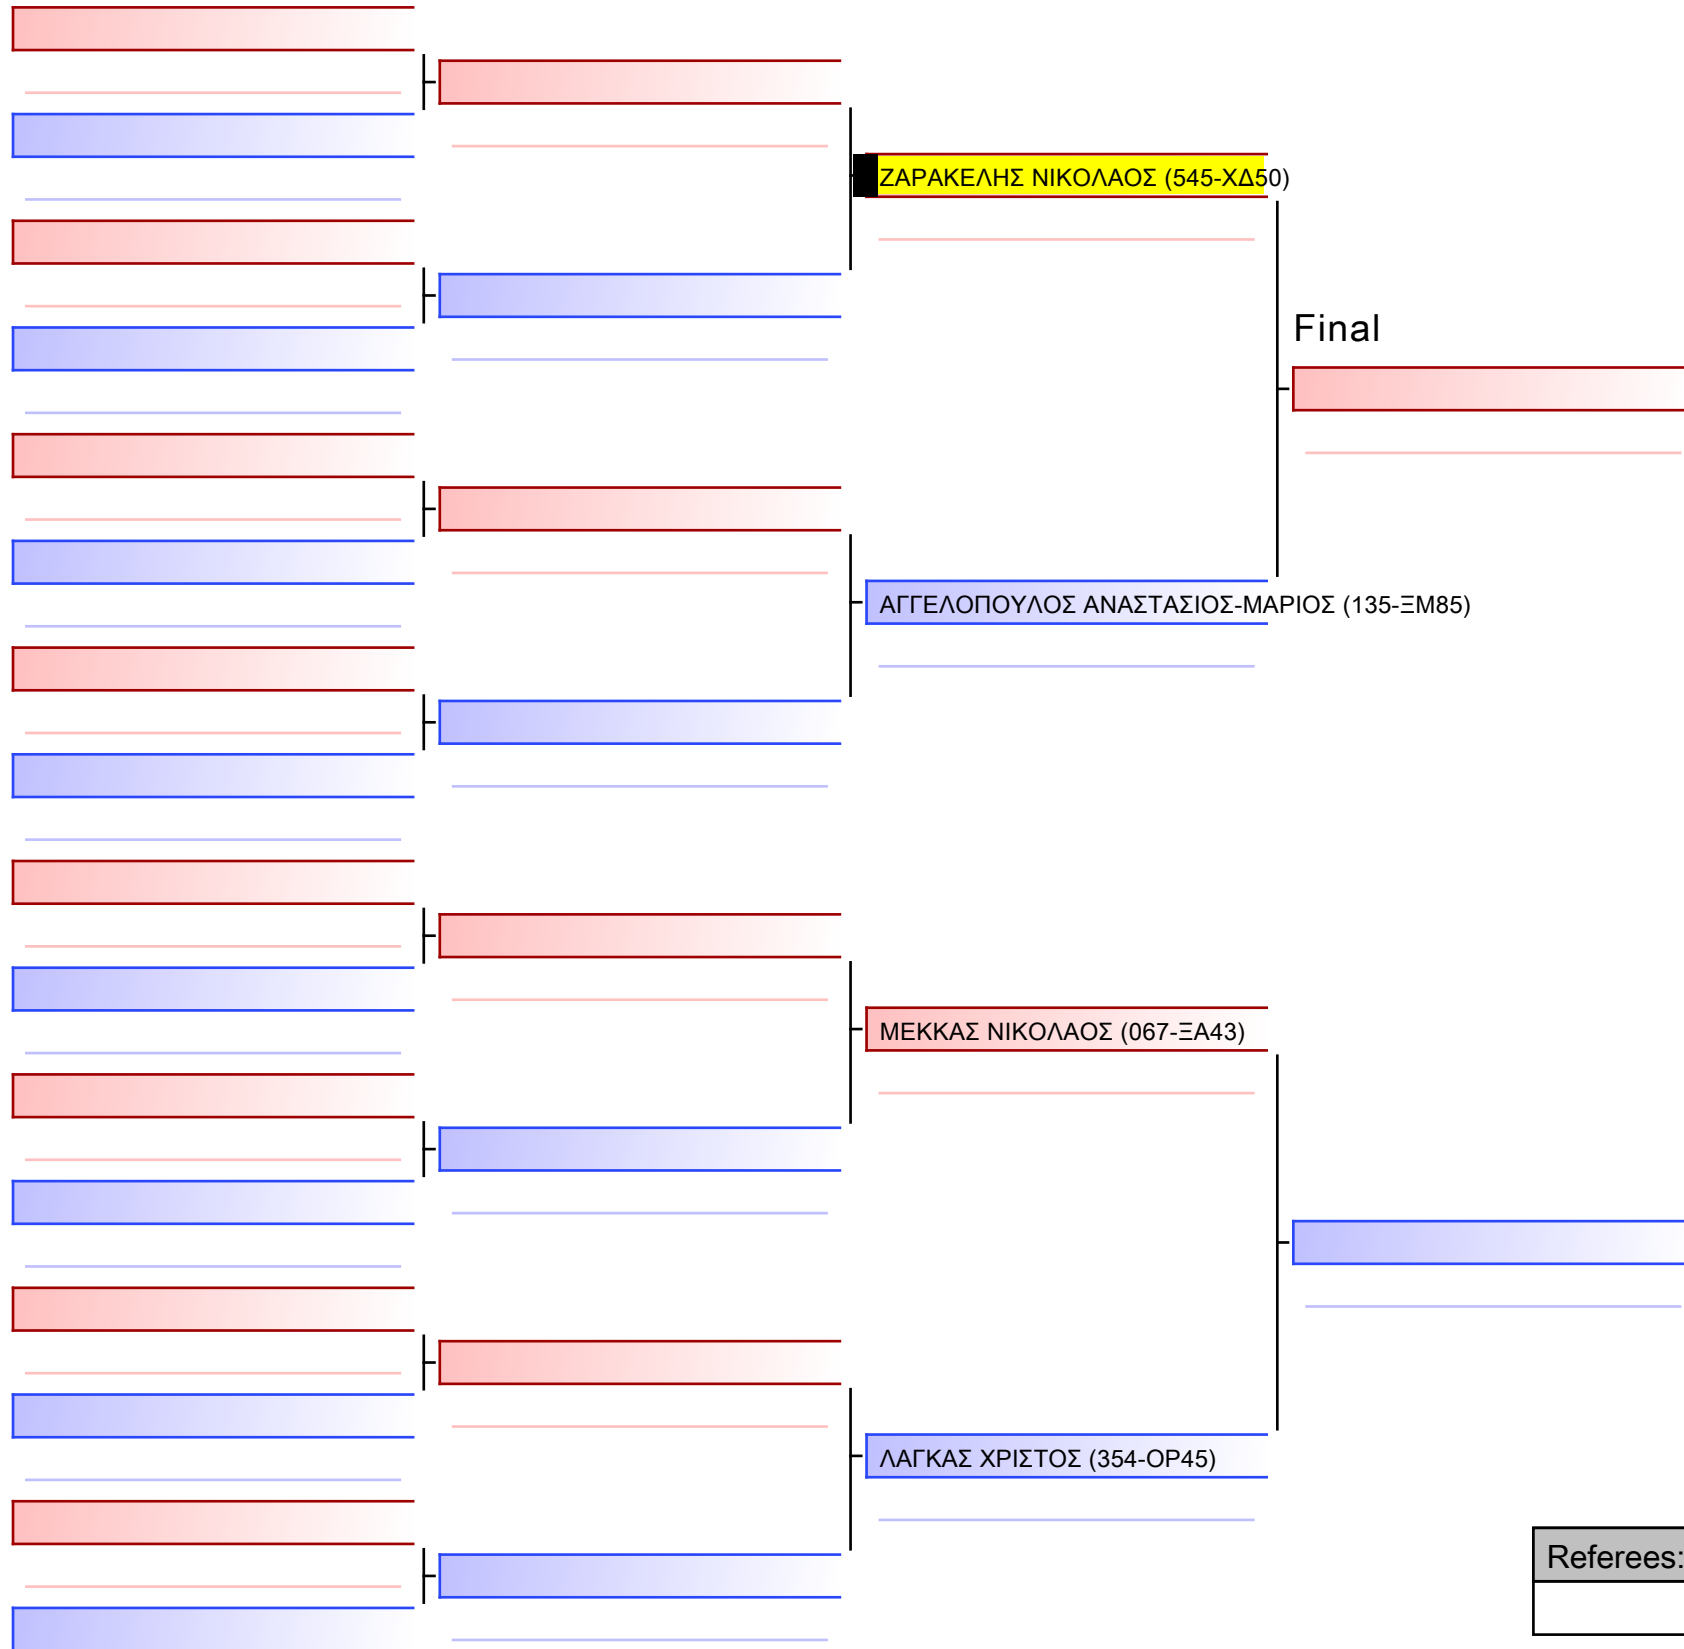 ΖΑΡΑΚΕΛΗΣ ΝΙΚΟΛΑΟΣ (545-ΧΔ50)
Final
ΑΓΓΕΛΟΠΟΥΛΟΣ ΑΝΑΣΤΑΣΙΟΣ-ΜΑΡΙΟΣ (135-ΞΜ85)
ΜΕΚΚΑΣ ΝΙΚΟΛΑΟΣ (067-ΞΑ43)
ΛΑΓΚΑΣ ΧΡΙΣΤΟΣ (354-ΟΡ45)
Referees: